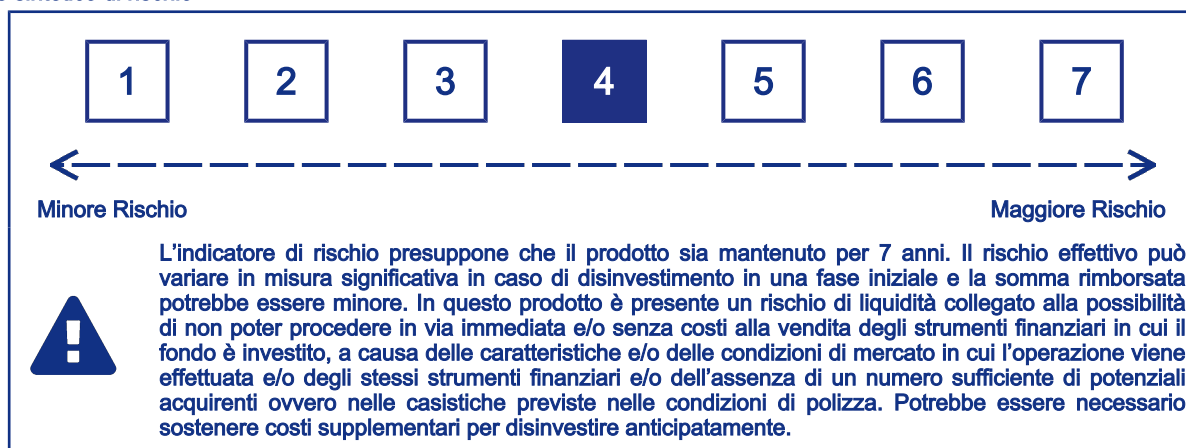 1 2 3 4 5 6 7
Minore Rischio Maggiore Rischio
L'indicatore di rischio presuppone che il prodotto sia mantenuto per 7 anni. Il rischio effettivo può
variare in misura significativa in caso di disinvestimento in una fase iniziale e la somma rimborsata
potrebbe essere minore. In questo prodotto è presente un rischio di liquidità collegato alla possibilità
di non poter procedere in via immediata e/o senza costi alla vendita degli strumenti finanziari in cui il
fondo è investito, a causa delle caratteristiche e/o delle condizioni di mercato in cui l'operazione viene
effettuata e/o degli stessi strumenti finanziari e/o dell'assenza di un numero sufficiente di potenziali
acquirenti ovvero nelle casistiche previste nelle condizioni di polizza. Potrebbe essere necessario
sostenere costi supplementari per disinvestire anticipatamente.